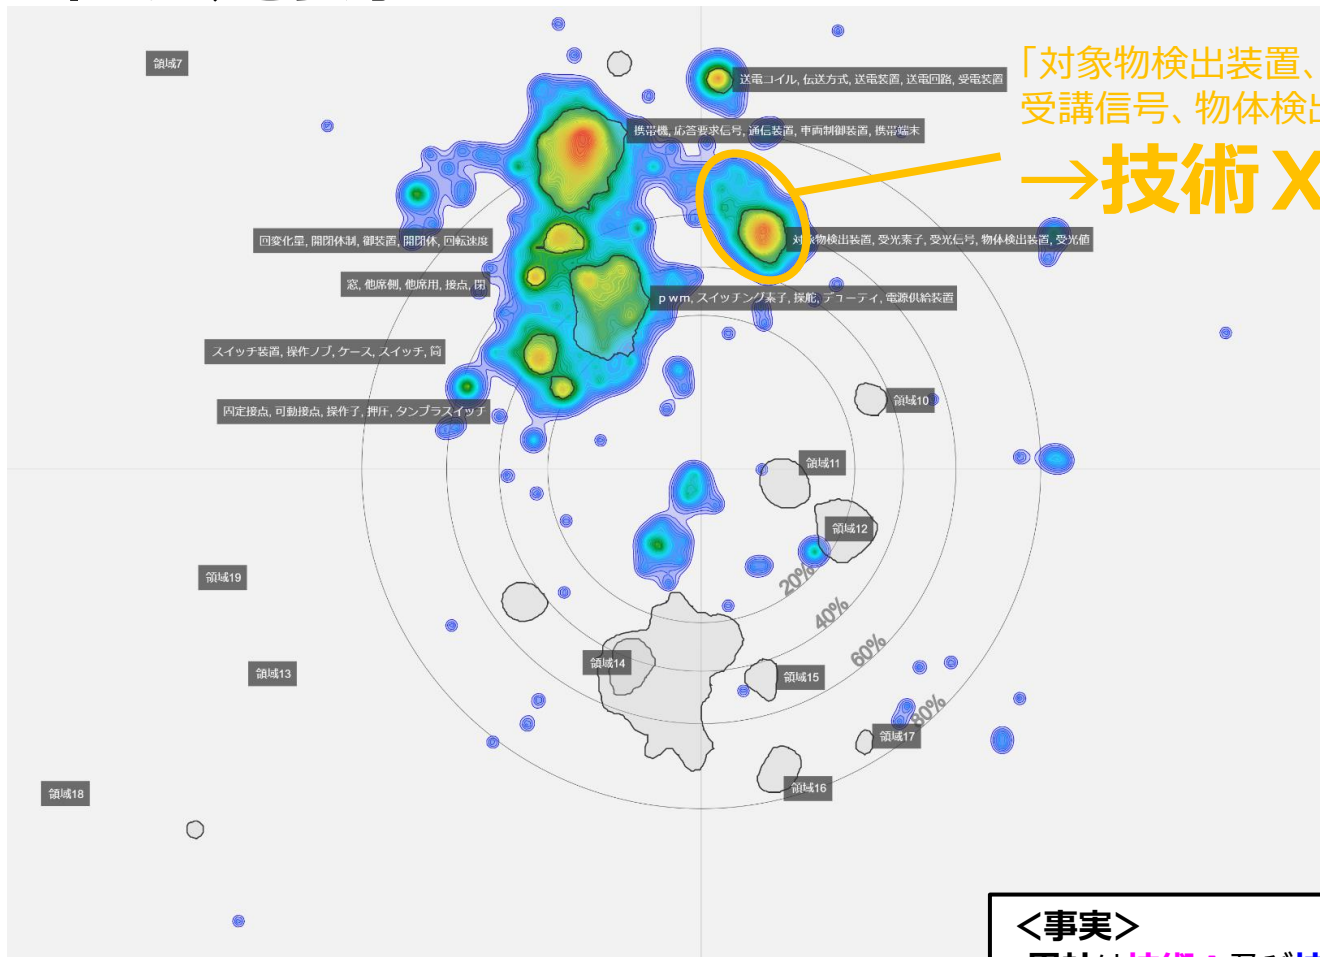 領域7
送電コイル, 伝送方式, 送電装置, 送電回路, 受電装置
「対象物検出装置、
受講信号、物体検出
→技術X
携帯機, 応答要求信号, 通信装置, 車両制御装置, 携帯端末
回変化量, 開閉体制, 御装置, 開閉体, 回転速度
対象物検出装置, 受光素子, 受光信号, 物体検出装置, 受光値
窓, 他席側, 他席用, 接点, 閉
pwm, スイッチング素子, 操舵, デューティ, 電源供給装置
スイッチ装置, 操作ノブ, ケース, スイッチ, 筒
固定接点, 可動接点, 操作子, 押圧, タンブラスイッチ
領域10
領域11
領域12
20%
領域19
40%
60%
領域14
領域13
領域15
80%
領域17
領域18
領域16
<事実>